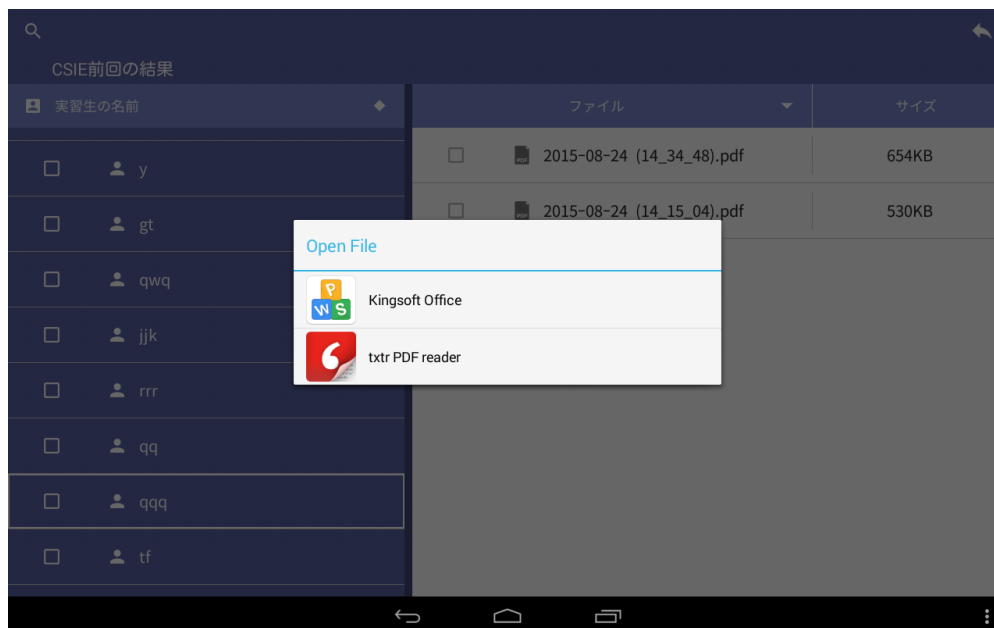 CSIE前回の結果
実習生の名前
ファイル
サイズ
y
gt
qwq
jjk
rrr
qq
qqq
tf
PDF 2015-08-24 (14_34_48).pdf 654KB
PDF 2015-08-24 (14_15_04).pdf 530KB
Open File
P W S Kingsoft Office
txtr PDF reader